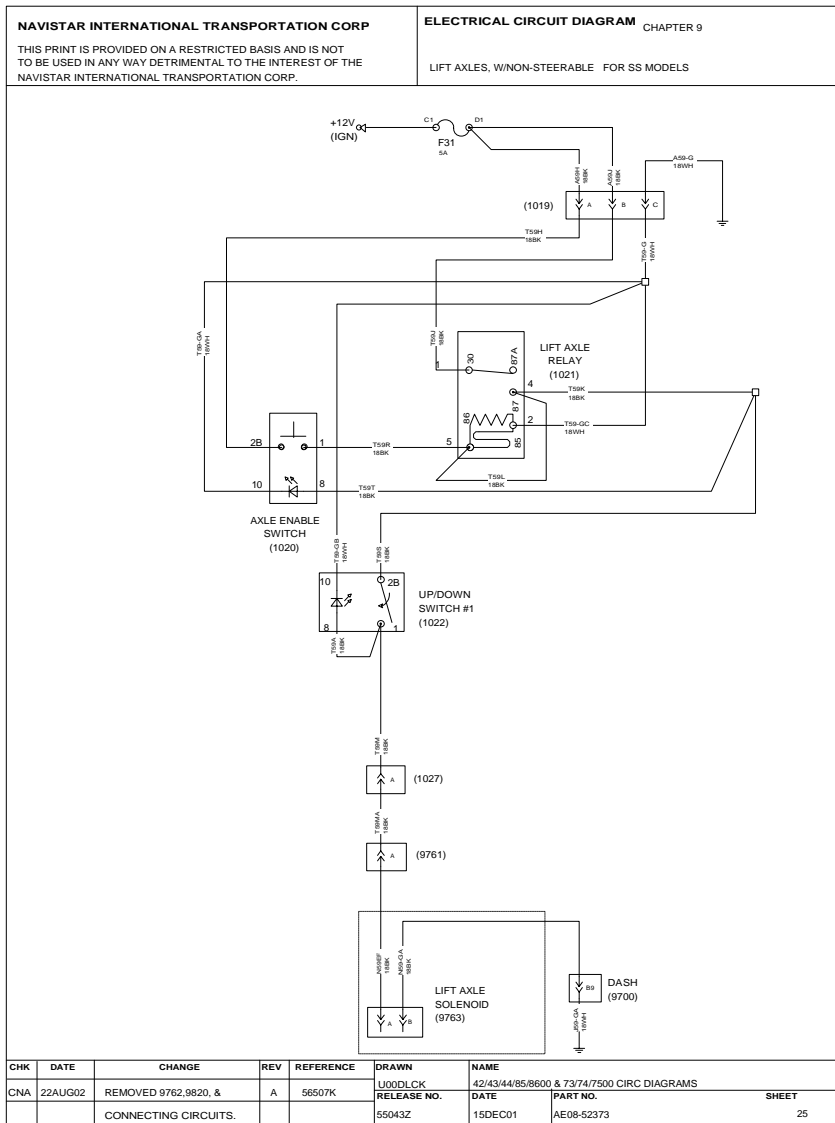 NAVISTAR INTERNATIONAL TRANSPORTATION CORP
THIS PRINT IS PROVIDED ON A RESTRICTED BASIS AND IS NOT
TO BE USED IN ANY WAY DETRIMENTAL TO THE INTEREST OF THE
NAVISTAR INTERNATIONAL TRANSPORTATION CORP.
ELECTRICAL CIRCUIT DIAGRAM CHAPTER 9
LIFT AXLES, W/NON-STEERABLE FOR SS MODELS
+12V
(IGN)
C1
D1
F31
5A
A59H
18BK
A59J
18BK
A59-G
18WH
(1019)
A
B
C
T59H
18BK
T59-G
18WH
T59-GA
18WH
T59J
18BK
LIFT AXLE
RELAY
(1021)
1
30
87A
4
87
T59K
18BK
86
2
T59-GC
18WH
5
85
2B
1
T59R
18BK
T59L
18BK
10
8
T59T
18BK
AXLE ENABLE
SWITCH
(1020)
T59-GB
18WH
T59S
18BK
10
2B
UP/DOWN
SWITCH #1
(1022)
8
1
T59A
18BK
T59M
18BK
A
(1027)
T59MA
18BK
A
(9761)
N59EF
18BK
N59-GA
18BK
LIFT AXLE
SOLENOID
(9763)
A
B
B9
DASH
(9700)
J59-GA
18WH
CHK DATE CHANGE REV REFERENCE
CNA 22AUG02 REMOVED 9762,9820, & A 56507K
CONNECTING CIRCUITS.
DRAWN
U00DLCK
NAME
42/43/44/85/8600 & 73/74/7500 CIRC DIAGRAMS
RELEASE NO. DATE PART NO. SHEET
55043Z 15DEC01 AE08-52373 25